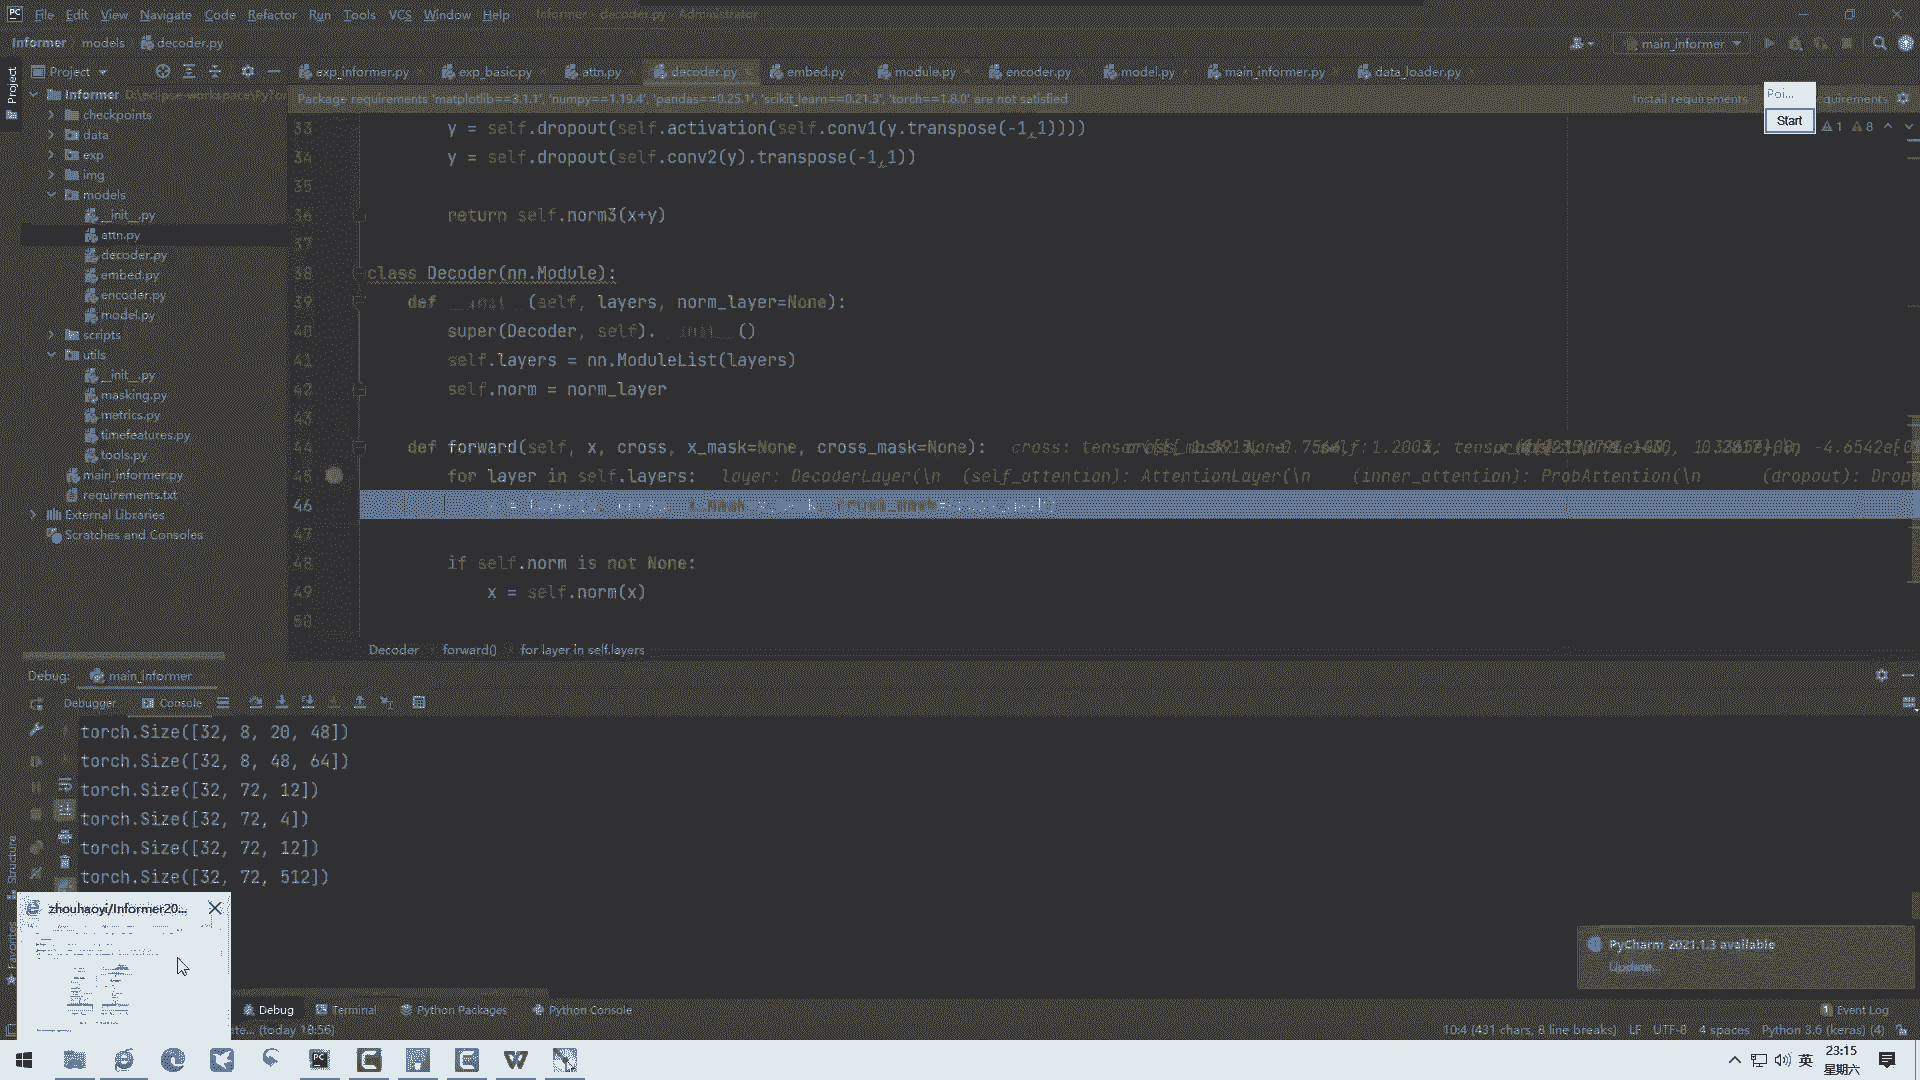 File Edit View Navigate Code Refactor Run Tools VCS Window Help Informer - decoder.py - Administrator
Informer models decoder.py
main_informer
Project
exp_informer.py exp_basic.py attn.py decoder.py embed.py module.py encoder.py model.py main_informer.py data_loader.py
Package requirements 'matplotlib==3.1.1', 'numpy==1.19.4', 'pandas==0.25.1', 'scikit_learn==0.21.3', 'torch==1.8.0' are not satisfied
Install requirements
Poi...
Start
1 8
Project
Informer
checkpoints
data
exp
img
models
__init__.py
attn.py
decoder.py
embed.py
encoder.py
model.py
scripts
utils
__init__.py
masking.py
metrics.py
timefeatures.py
tools.py
main_informer.py
requirements.txt
External Libraries
Scratches and Consoles
33 y = self.dropout(self.activation(self.conv1(y.transpose(-1,1))))
34 y = self.dropout(self.conv2(y).transpose(-1,1))
35
36 return self.norm3(x+y)
37
38 class Decoder(nn.Module):
39 def __init__(self, layers, norm_layer=None):
40 super(Decoder, self).__init__()
41 self.layers = nn.ModuleList(layers)
42 self.norm = norm_layer
43
44 def forward(self, x, cross, x_mask=None, cross_mask=None):
45 for layer in self.layers: layer: DecoderLayer(\n (self_attention): AttentionLayer(\n (inner_attention): ProbAttention(\n (dropout): Drop
46
47
48 if self.norm is not None:
49 x = self.norm(x)
50
Decoder forward() for layer in self.layers
Debug: main_informer
Debugger Console
torch.Size([32, 8, 20, 48])
torch.Size([32, 8, 48, 64])
torch.Size([32, 72, 12])
torch.Size([32, 72, 4])
torch.Size([32, 72, 12])
torch.Size([32, 72, 512])
Structure
Favorites
zhouhaoyi/Informer20...
PyCharm 2021.1.3 available
Update...
Debug Terminal Python Packages Python Console
1 Event Log
(today 18:56)
10:4 (431 chars, 8 line breaks) LF UTF-8 4 spaces Python 3.6 (keras) (4)
英
23:15
星期六